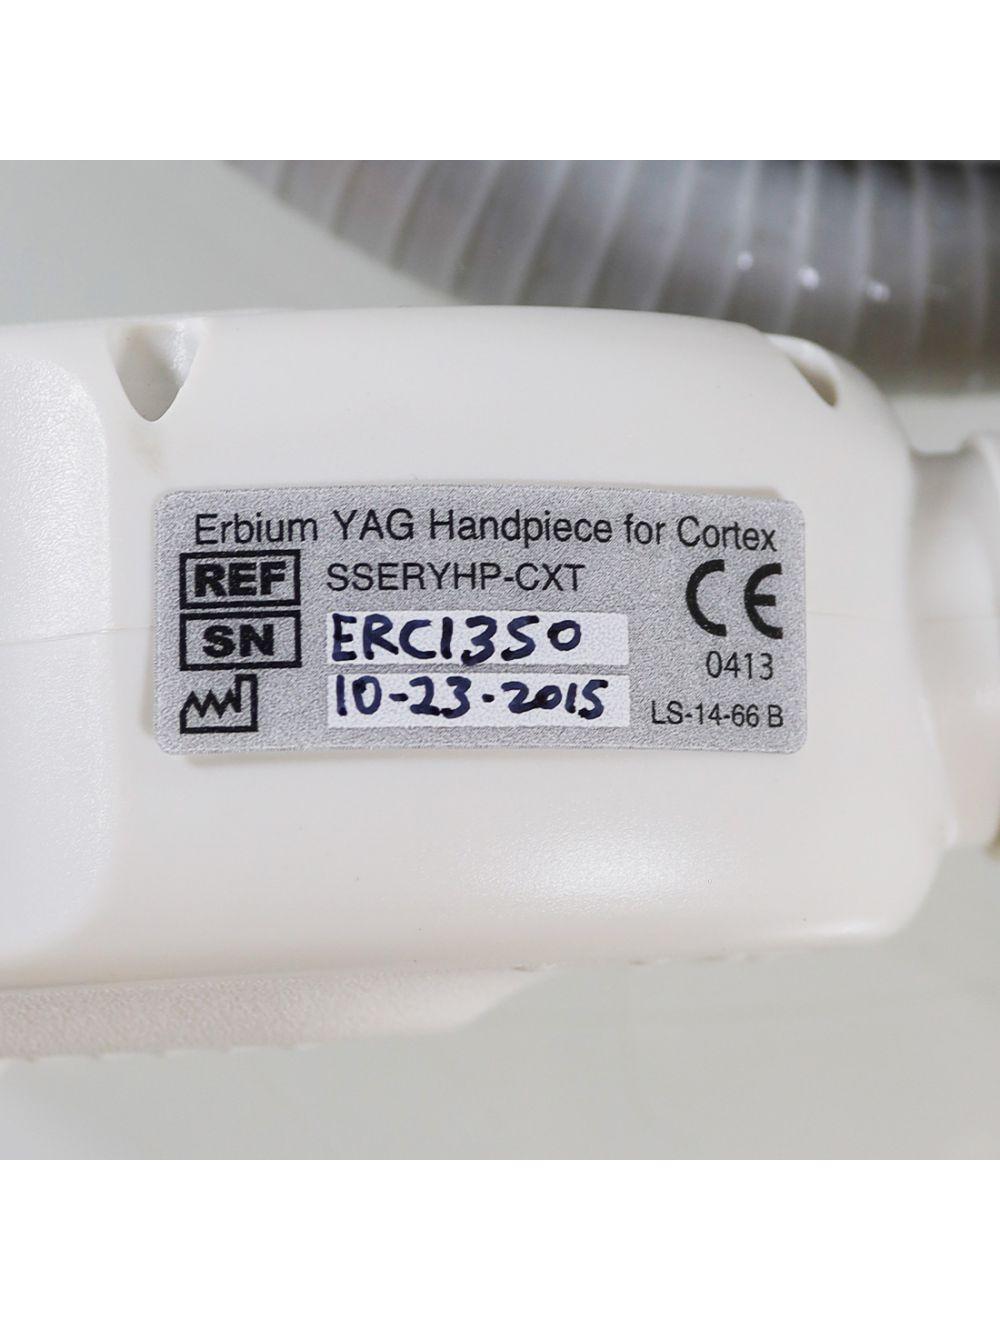 Erbium YAG Handpiece for Cortex
REF SSERYHP-CXT
SN ERC1350
10-23-2015
CE
0413
LS-14-66 B